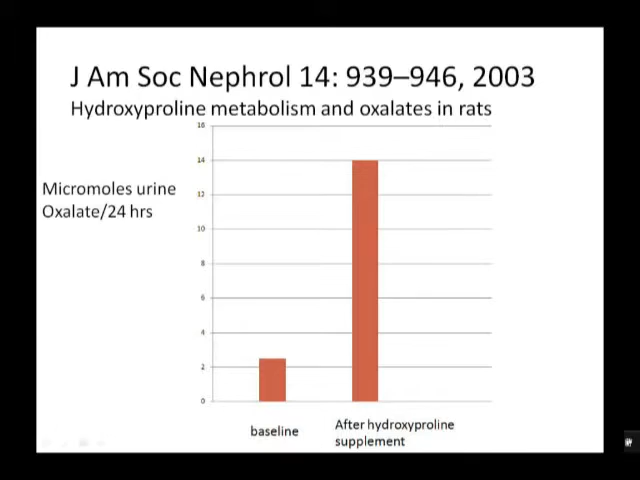 J Am Soc Nephrol 14: 939–946, 2003
Hydroxyproline metabolism and oxalates in rats
Micromoles urine
Oxalate/24 hrs
16
14
12
10
8
6
4
2
0
baseline
After hydroxyproline
supplement